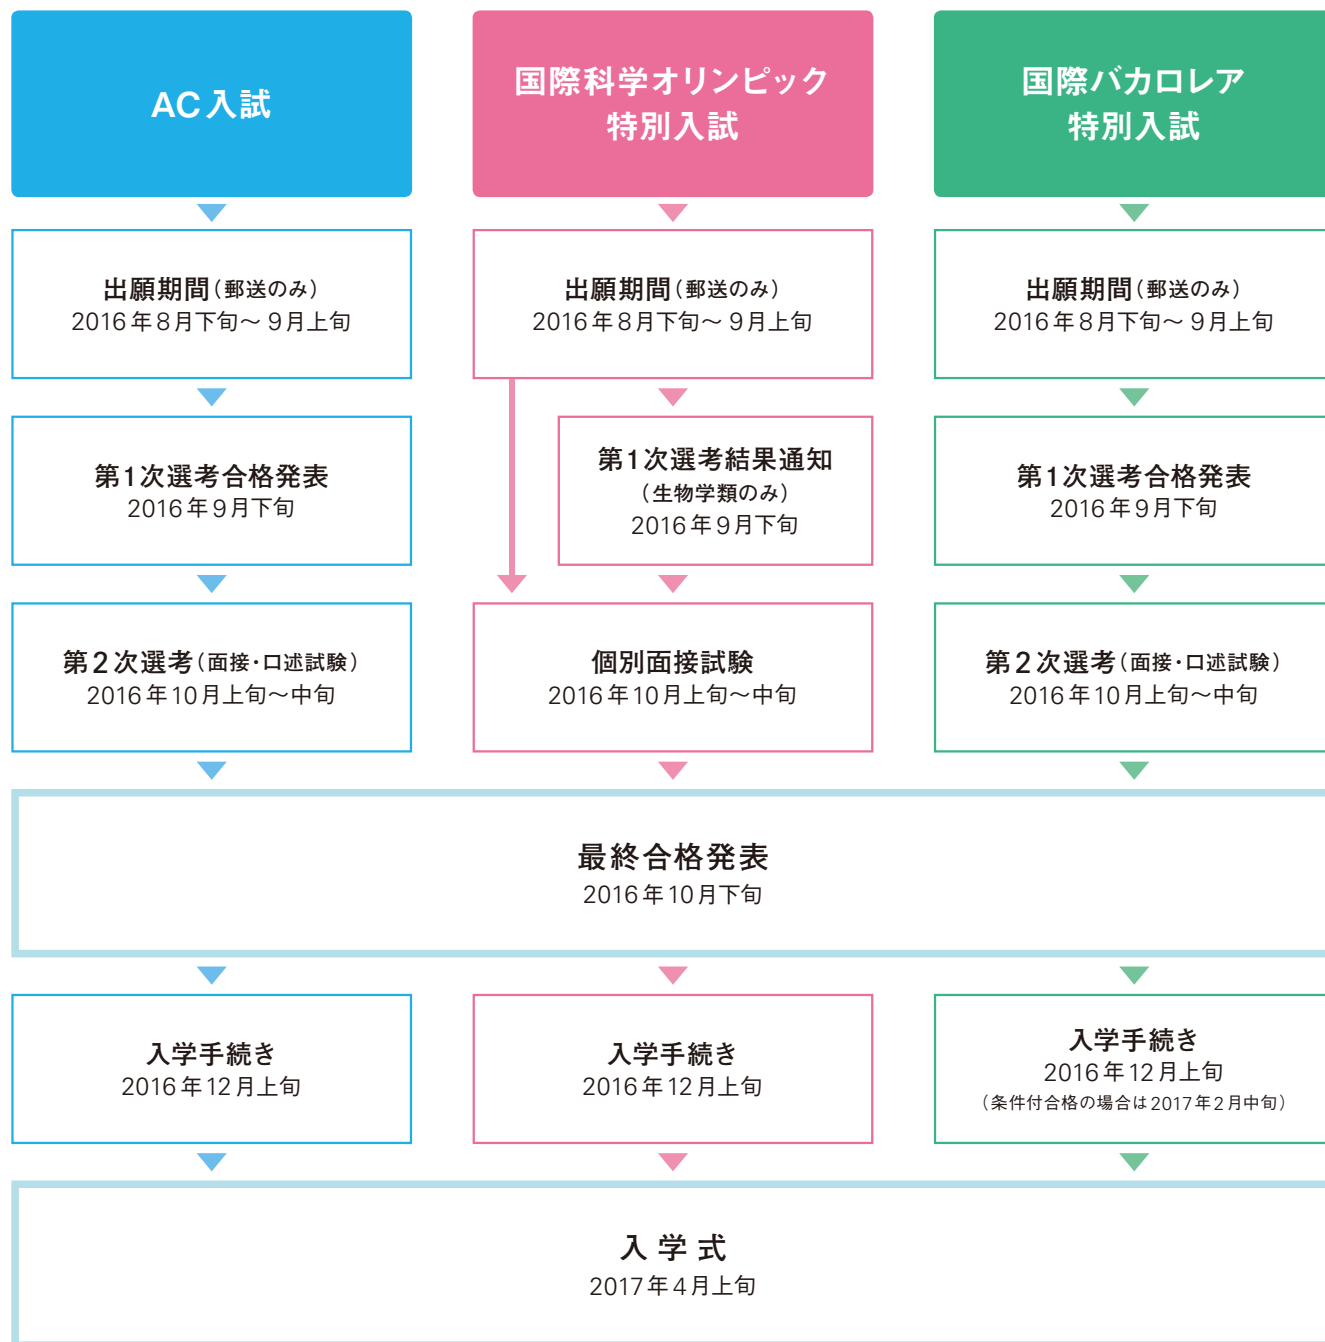 AC入試
出願期間（郵送のみ）
2016年8月下旬～9月上旬
第1次選考合格発表
2016年9月下旬
第2次選考（面接・口述試験）
2016年10月上旬～中旬
国際科学オリンピック
特別入試
出願期間（郵送のみ）
2016年8月下旬～9月上旬
第1次選考結果通知
（生物学類のみ）
2016年9月下旬
個別面接試験
2016年10月上旬～中旬
国際バカロレア
特別入試
出願期間（郵送のみ）
2016年8月下旬～9月上旬
第1次選考合格発表
2016年9月下旬
第2次選考（面接・口述試験）
2016年10月上旬～中旬
最終合格発表
2016年10月下旬
入学手続き
2016年12月上旬
入学手続き
2016年12月上旬
入学手続き
2016年12月上旬
（条件付合格の場合は2017年2月中旬）
入学式
2017年4月上旬